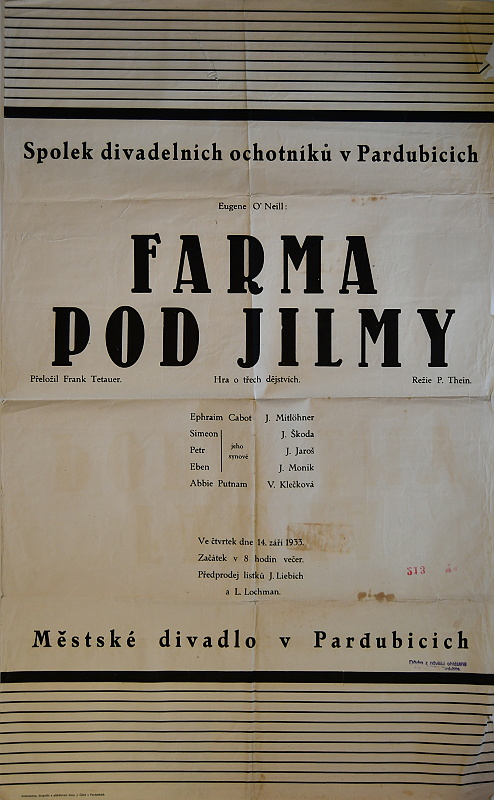 Spolek divadelních ochotníků v Pardubicích
Eugene O'Neill:
FARMA
POD JILMY
Přeložil Frank Tetauer. Hra o třech dějstvích. Režie P. Thein.
Ephraim Cabot J. Mitlöhner
Simeon J. Škoda
Petr jeho synové J. Jaroš
Eben J. Moník
Abbie Putnam V. Klečková
Ve čtvrtek dne 14. září 1933.
Začátek v 8 hodin večer.
Předprodej lístků J. Liebich
a L. Lochman.
513
Městské divadlo v Pardubicích